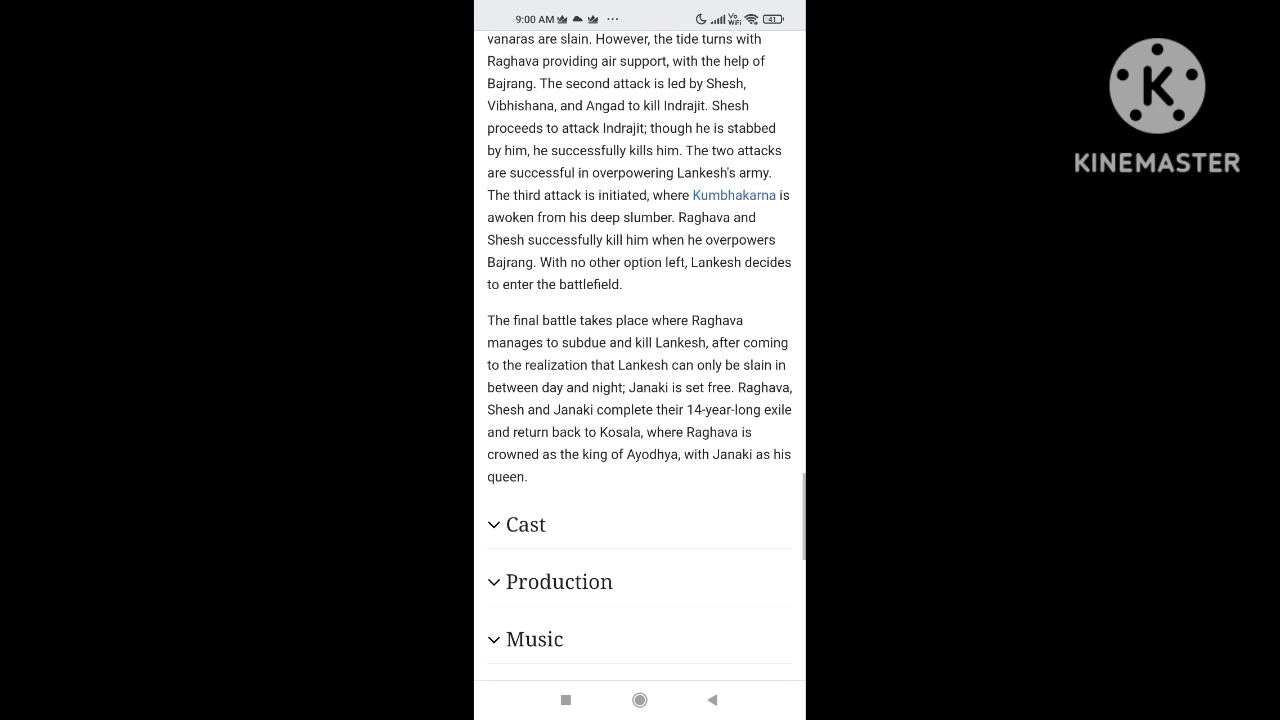 9:00 AM
Vo
WiFi
41
vanaras are slain. However, the tide turns with
Raghava providing air support, with the help of
Bajrang. The second attack is led by Shesh,
Vibhishana, and Angad to kill Indrajit. Shesh
proceeds to attack Indrajit; though he is stabbed
by him, he successfully kills him. The two attacks
are successful in overpowering Lankesh's army.
The third attack is initiated, where Kumbhakarna is
awoken from his deep slumber. Raghava and
Shesh successfully kill him when he overpowers
Bajrang. With no other option left, Lankesh decides
to enter the battlefield.
The final battle takes place where Raghava
manages to subdue and kill Lankesh, after coming
to the realization that Lankesh can only be slain in
between day and night; Janaki is set free. Raghava,
Shesh and Janaki complete their 14-year-long exile
and return back to Kosala, where Raghava is
crowned as the king of Ayodhya, with Janaki as his
queen.
Cast
Production
Music
K
KINEMASTER